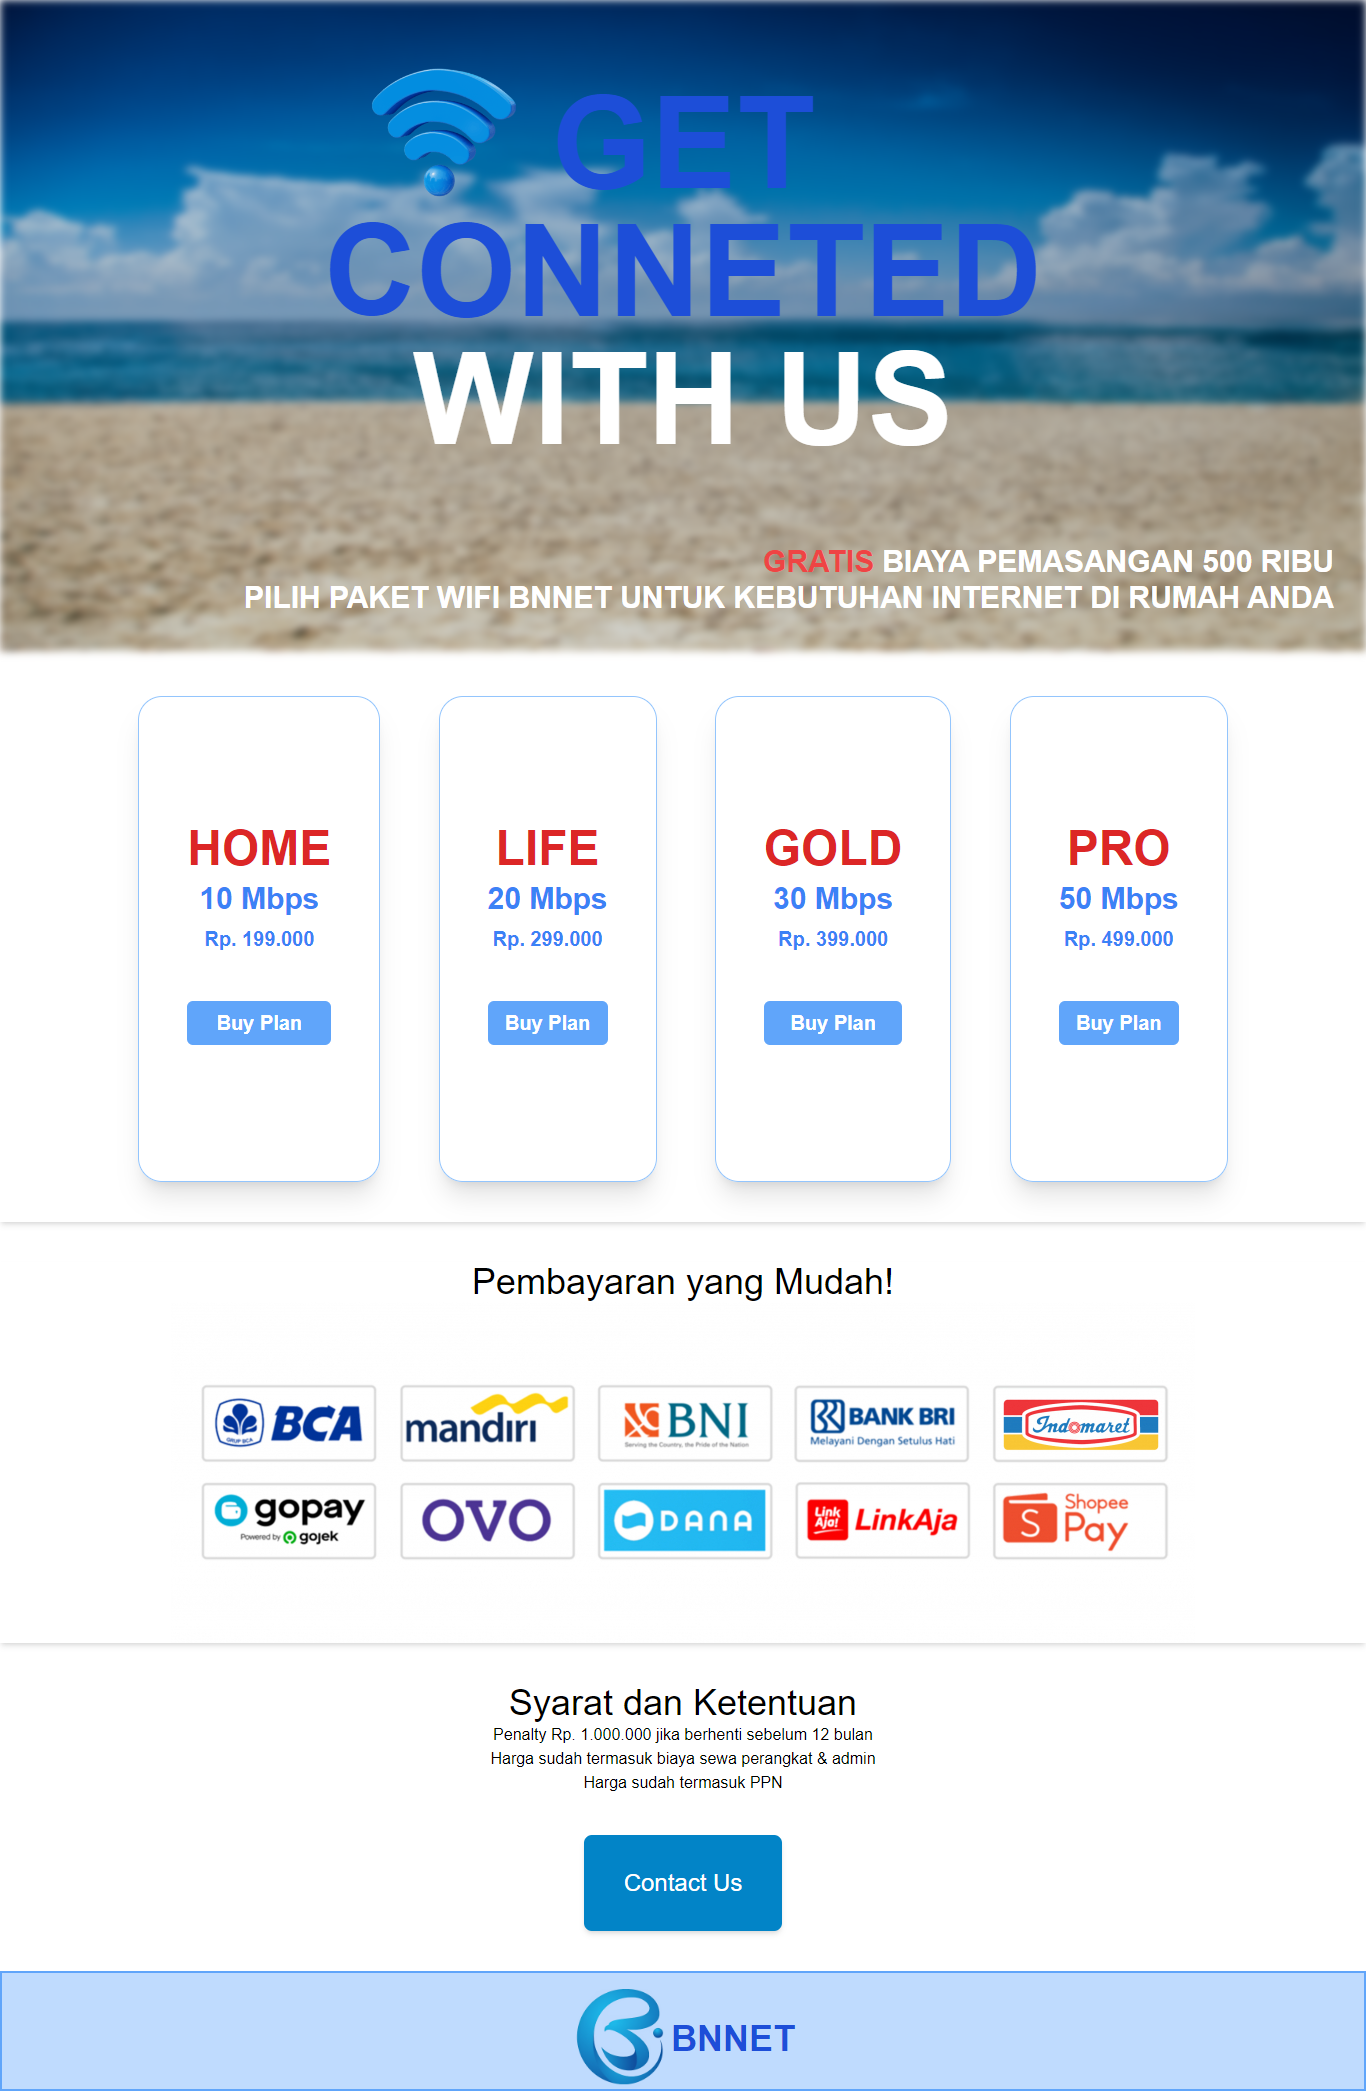 GET
CONNETED
WITH US
GRATIS BIAYA PEMASANGAN 500 RIBU
PILIH PAKET WIFI BNNET UNTUK KEBUTUHAN INTERNET DI RUMAH ANDA
HOME
10 Mbps
Rp. 199.000
Buy Plan
LIFE
20 Mbps
Rp. 299.000
Buy Plan
GOLD
30 Mbps
Rp. 399.000
Buy Plan
PRO
50 Mbps
Rp. 499.000
Buy Plan
Pembayaran yang Mudah!
BCA
GRUP BCA
mandiri
BNI
Serving the Country, the Pride of the Nation
BANK BRI
Melayani Dengan Setulus Hati
Indomaret
gopay
Powered by gojek
OVO
DANA
Link
Aja!
LinkAja
S
Shopee
Pay
Syarat dan Ketentuan
Penalty Rp. 1.000.000 jika berhenti sebelum 12 bulan
Harga sudah termasuk biaya sewa perangkat & admin
Harga sudah termasuk PPN
Contact Us
BNNET